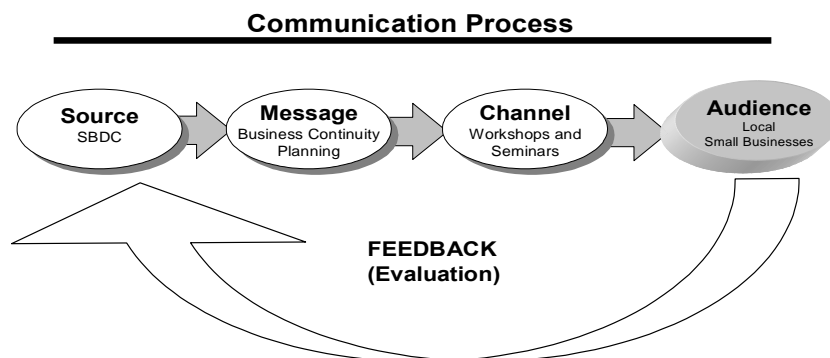 Communication Process
Source
SBDC
Message
Business Continuity
Planning
Channel
Workshops and
Seminars
Audience
Local
Small Businesses
FEEDBACK
(Evaluation)